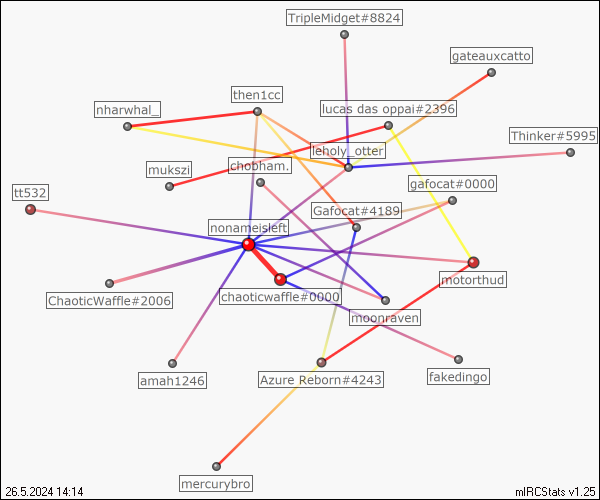 TripleMidget#8824
gateauxcatto
then1cc
nharwhal_
lucas das oppai#2396
Thinker#5995
leholy_otter
mukszi
chobham.
gafocat#0000
tt532
Gafocat#4189
nonameisleft
motorthud
ChaoticWaffle#2006
chaoticwaffle#0000
moonraven
amah1246
Azure Reborn#4243
fakedingo
mercurybro
26.5.2024 14:14
mIRCStats v1.25